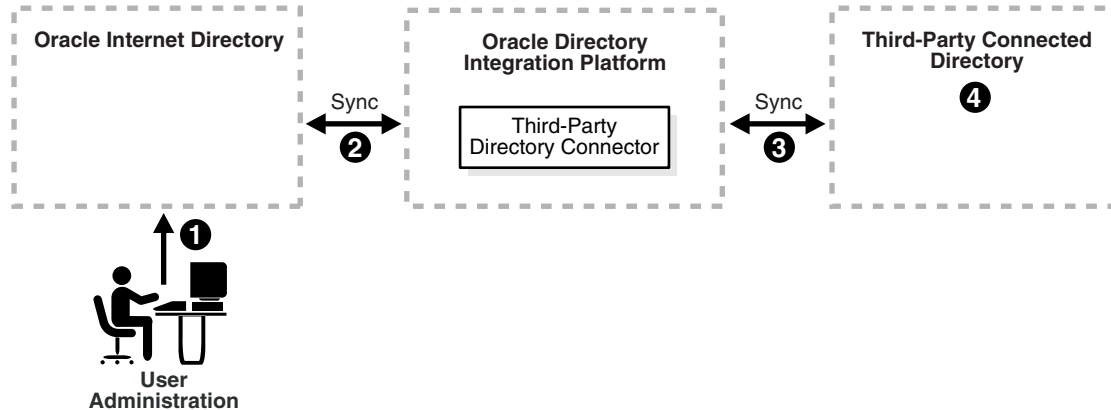 Oracle Internet Directory
Sync
2
Oracle Directory
Integration Platform
Third-Party
Directory Connector
Sync
3
Third-Party Connected
Directory
4
1
User
Administration